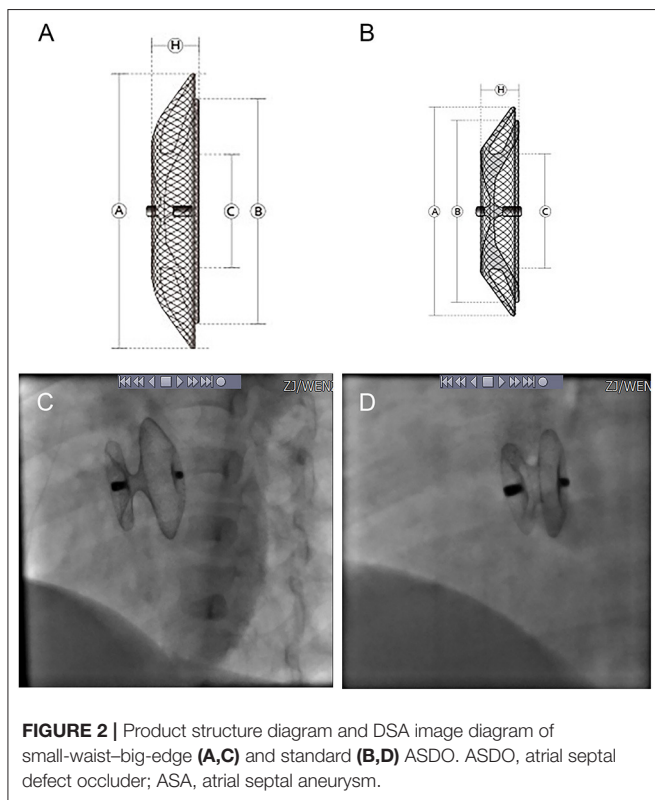 A
B
H
H
A
C
B
A
B
C
C
ZJ/WEN
D
ZJ/WEN
FIGURE 2 | Product structure diagram and DSA image diagram of
small-waist–big-edge (A,C) and standard (B,D) ASDO. ASDO, atrial septal
defect occluder; ASA, atrial septal aneurysm.